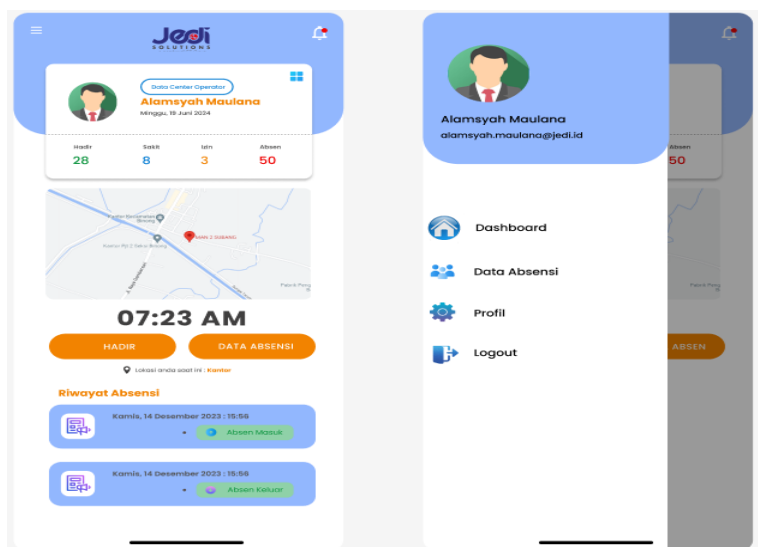 Jedi
SOLUTIONS
Data Center Operator
Alamsyah Maulana
Minggu, 19 Juni 2024
Hadir Sakit Izin Absen
28 8 3 50
SMAN 2 SUBANG
07:23 AM
HADIR DATA ABSENSI
Lokasi anda saat ini : Kantor
Riwayat Absensi
Kamis, 14 Desember 2023 : 15:56
Absen Masuk
Kamis, 14 Desember 2023 : 15:56
Absen Keluar
Alamsyah Maulana
alamsyah.maulana@jedi.id
Dashboard
Data Absensi
Profil
Logout
Absen
50
ABSEN